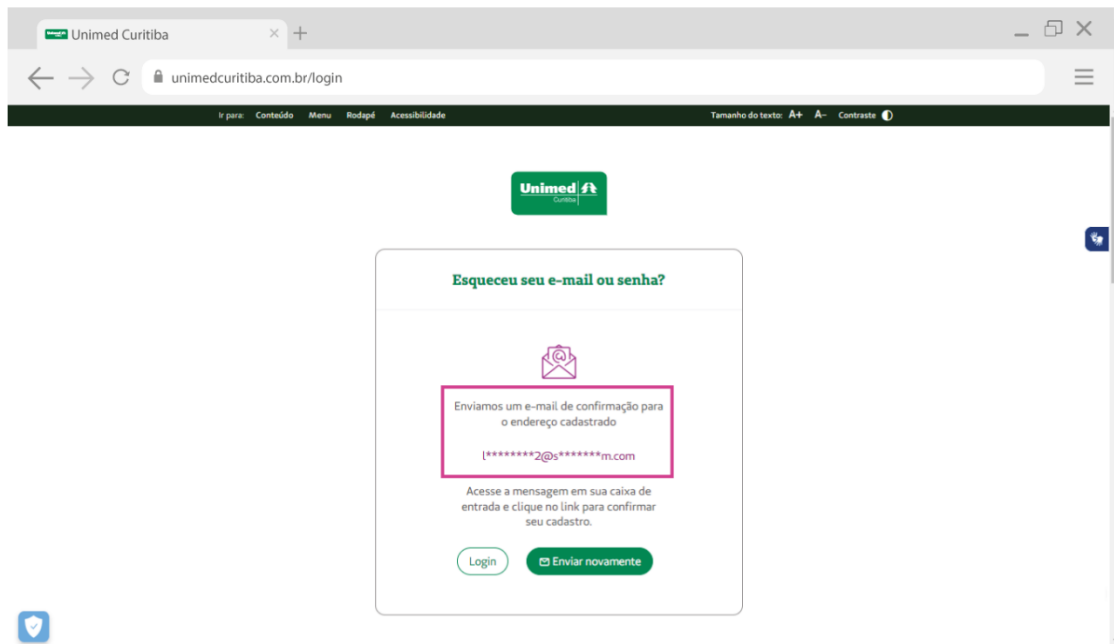 Unimed Curitiba
unimedcuritiba.com.br/login
Ir para: Conteúdo Menu Rodapé Acessibilidade Tamanho do texto: A+ A- Contraste
Unimed
Curitiba
Esqueceu seu e-mail ou senha?
Enviamos um e-mail de confirmação para
o endereço cadastrado
l********2@s*******m.com
Acesse a mensagem em sua caixa de
entrada e clique no link para confirmar
seu cadastro.
Login Enviar novamente